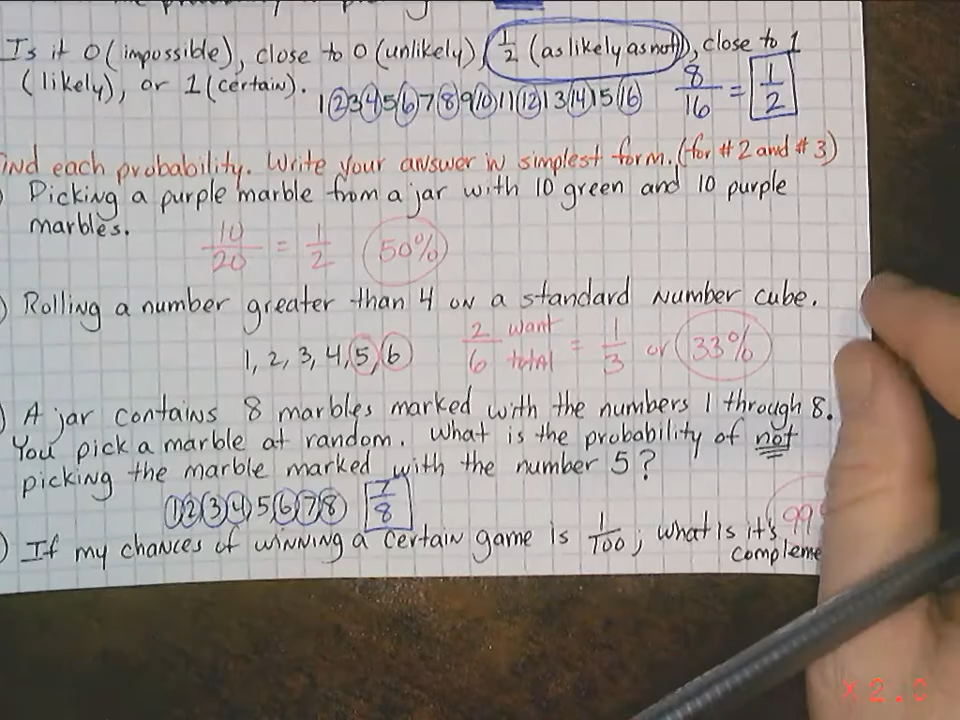 Is it 0 (impossible), close to 0 (unlikely), 1/2 (as likely as not), close to 1
(likely), or 1 (certain).
1 2 3 4 5 6 7 8 9 10 11 12 13 14 15 16 8/16 = 1/2
each probability. Write your answer in simplest form. (for #2 and #3)
) Picking a purple marble from a jar with 10 green and 10 purple
marbles.
10/20 = 1/2 50%
) Rolling a number greater than 4 on a standard number cube.
1, 2, 3, 4, 5, 6 2/6 want/total = 1/3 or 33%
) A jar contains 8 marbles marked with the numbers 1 through 8.
You pick a marble at random. What is the probability of not
picking the marble marked with the number 5?
1 2 3 4 5 6 7 8 7/8
) If my chances of winning a certain game is 1/100; what is it's 99
compleme
x2.0